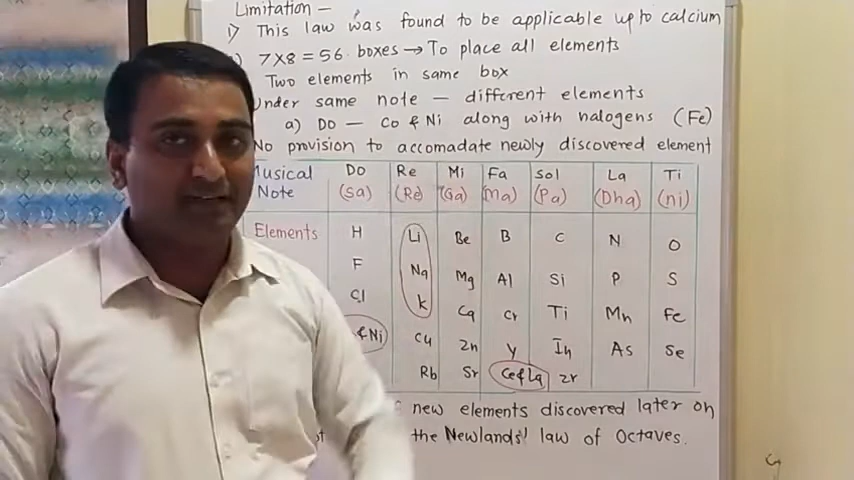 Limitation —
1) This law was found to be applicable up to calcium
7x8 = 56 boxes → To place all elements
Two elements in same box
Under same note — different elements
a) Do — Co & Ni along with halogens (Fe)
No provision to accomadate newly discovered element
Musical Note Do (Sa) Re (Re) Mi (Ga) Fa (Ma) Sol (Pa) La (Dha) Ti (ni)
Elements H Li Be B C N O
F Na Mg Al Si P S
Cl K Ca Cr Ti Mn Fe
& Ni Cu Zn Y In As Se
Rb Sr Ce & La Zr
new elements discovered later on
the Newlands' law of Octaves.